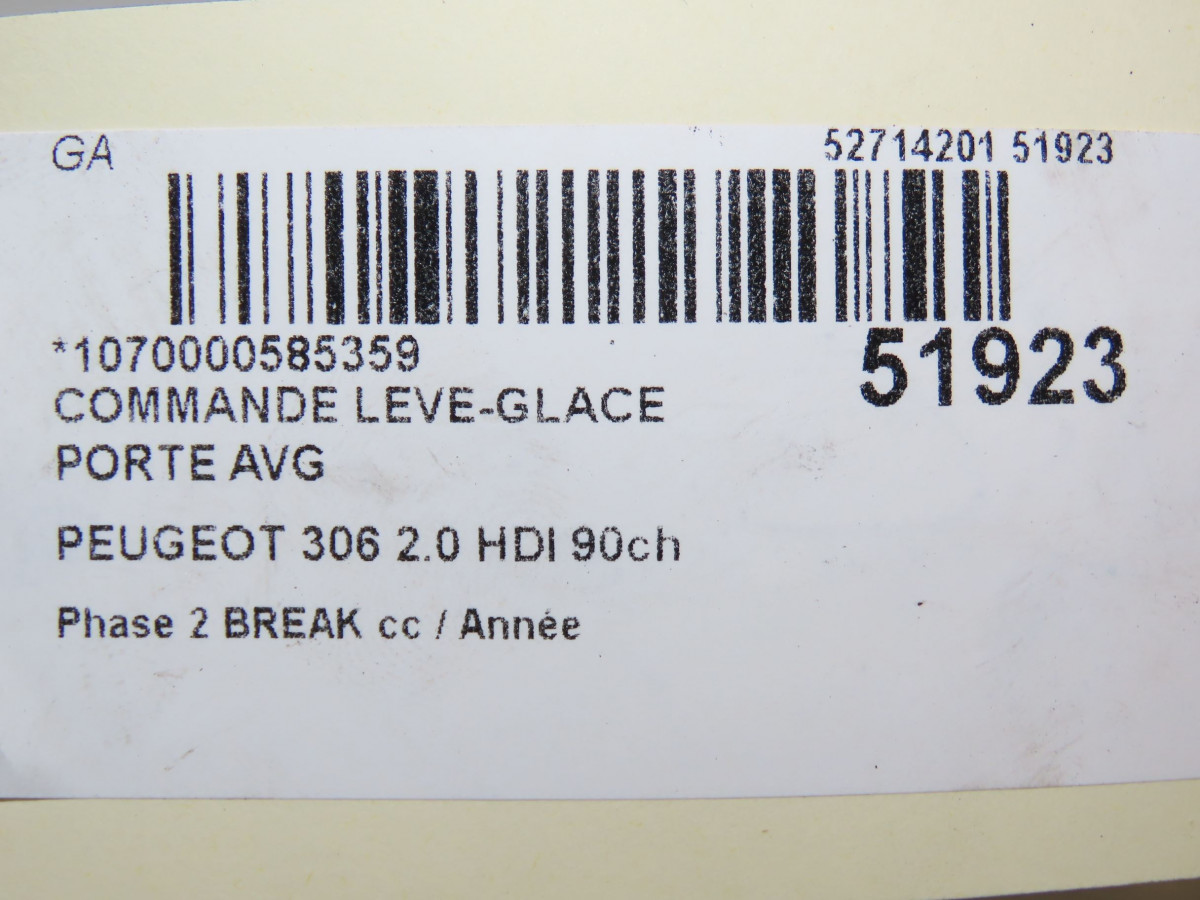 GA 52714201 51923
*1070000585359 51923
COMMANDE LEVE-GLACE
PORTE AVG
PEUGEOT 306 2.0 HDI 90ch
Phase 2 BREAK cc / Année